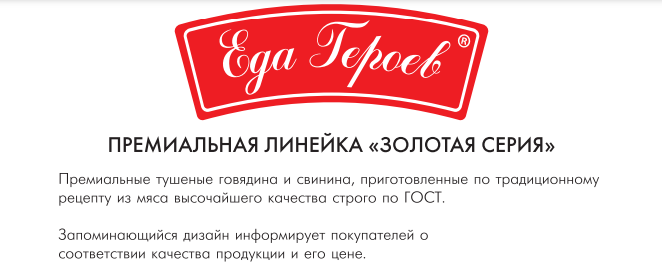 Еда Героев®
ПРЕМИАЛЬНАЯ ЛИНЕЙКА «ЗОЛОТАЯ СЕРИЯ»
Премиальные тушеные говядина и свинина, приготовленные по традиционному
рецепту из мяса высочайшего качества строго по ГОСТ.
Запоминающийся дизайн информирует покупателей о
соответствии качества продукции и его цене.